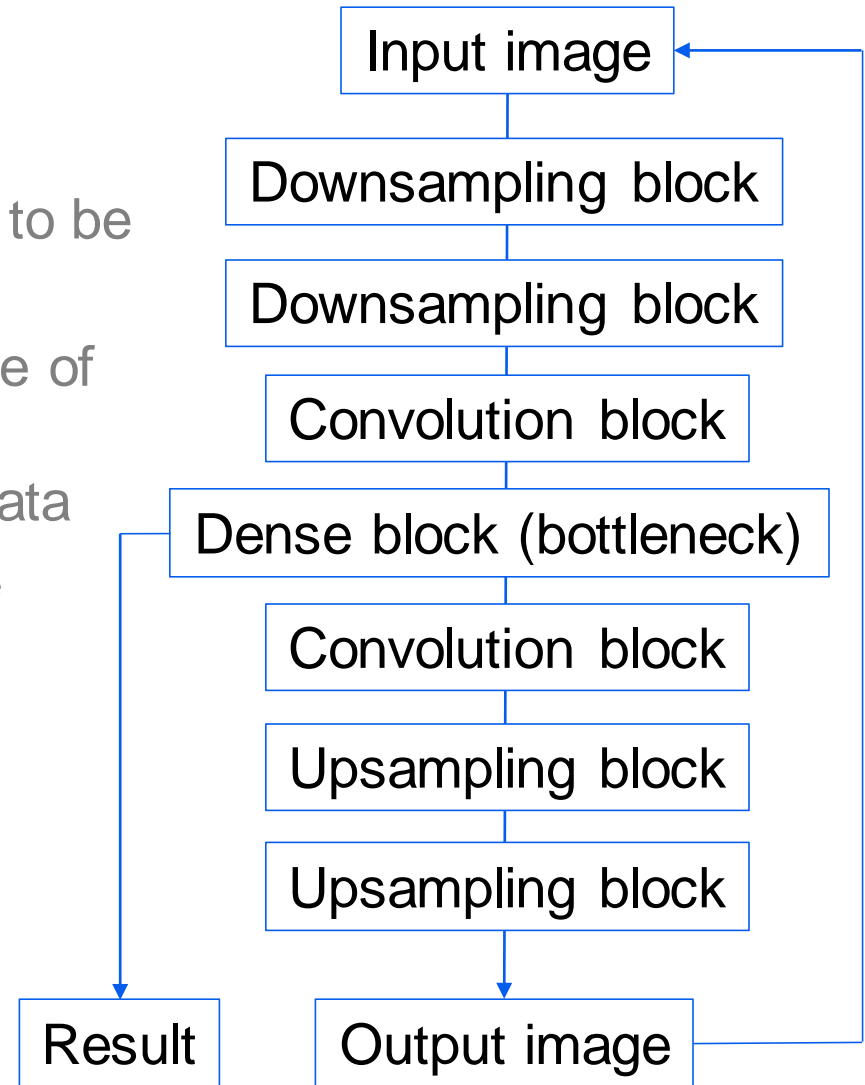 Input image
Downsampling block
to be
Downsampling block
e of
Convolution block
ata
Dense block (bottleneck)
Convolution block
Upsampling block
Upsampling block
Result
Output image